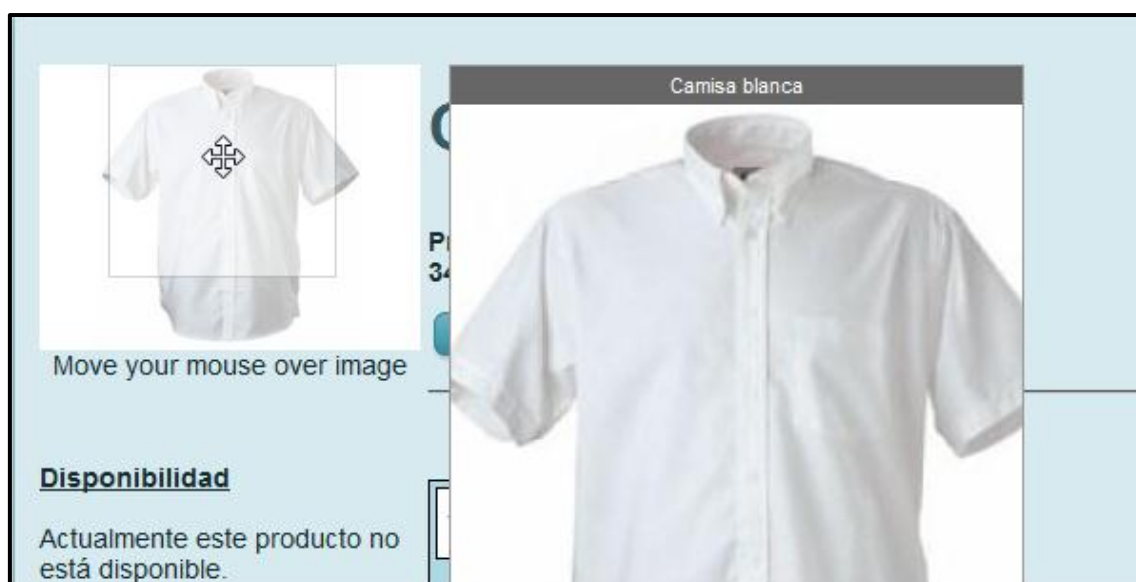 Camisa blanca
Move your mouse over image
Disponibilidad
Actualmente este producto no
está disponible.